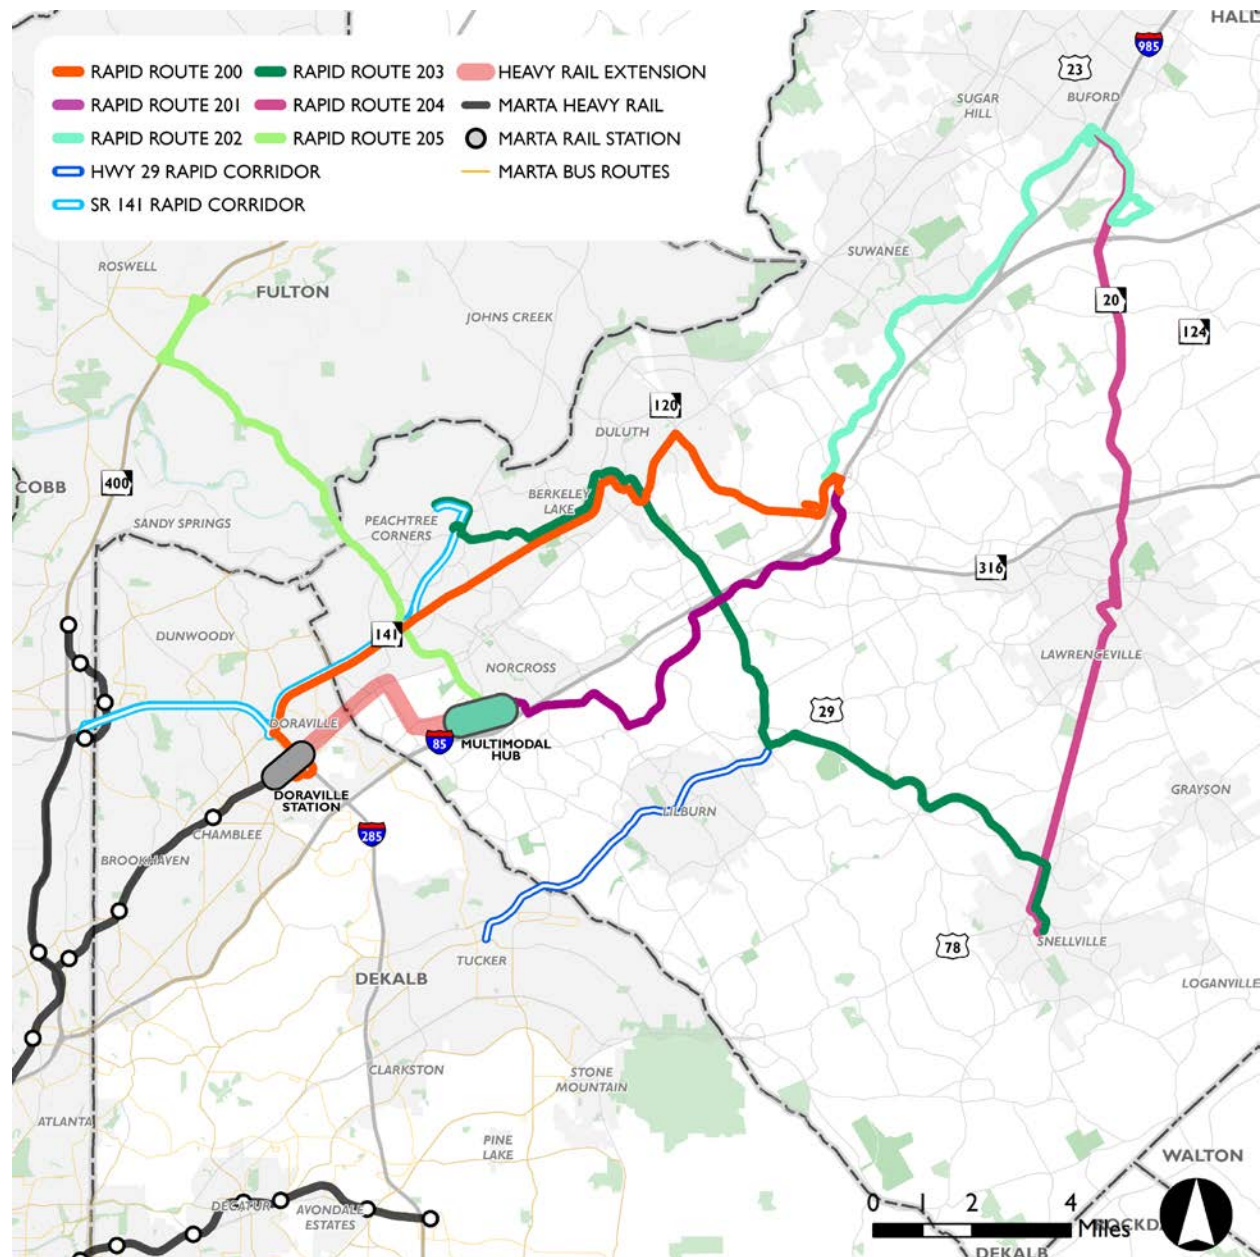 HALL
985
23
BUFORD
SUGAR
HILL
RAPID ROUTE 200
RAPID ROUTE 203
HEAVY RAIL EXTENSION
RAPID ROUTE 201
RAPID ROUTE 204
MARTA HEAVY RAIL
RAPID ROUTE 202
RAPID ROUTE 205
MARTA RAIL STATION
HWY 29 RAPID CORRIDOR
MARTA BUS ROUTES
SR 141 RAPID CORRIDOR
SUWANEE
ROSWELL
FULTON
JOHNS CREEK
20
124
120
DULUTH
COBB
400
BERKELEY
LAKE
PEACHTREE
CORNERS
SANDY SPRINGS
316
DUNWOODY
141
NORCROSS
LAWRENCEVILLE
29
DORAVILLE
85
MULTIMODAL
HUB
DORAVILLE
STATION
GRAYSON
LILBURN
CHAMBLEE
285
BROOKHAVEN
SNELLVILLE
78
TUCKER
DEKALB
LOGANVILLE
CLARKSTON
STONE
MOUNTAIN
ATLANTA
PINE
LAKE
WALTON
DECATUR
AVONDALE
ESTATES
0 1 2 4
Miles
ROCKD
DEKALB